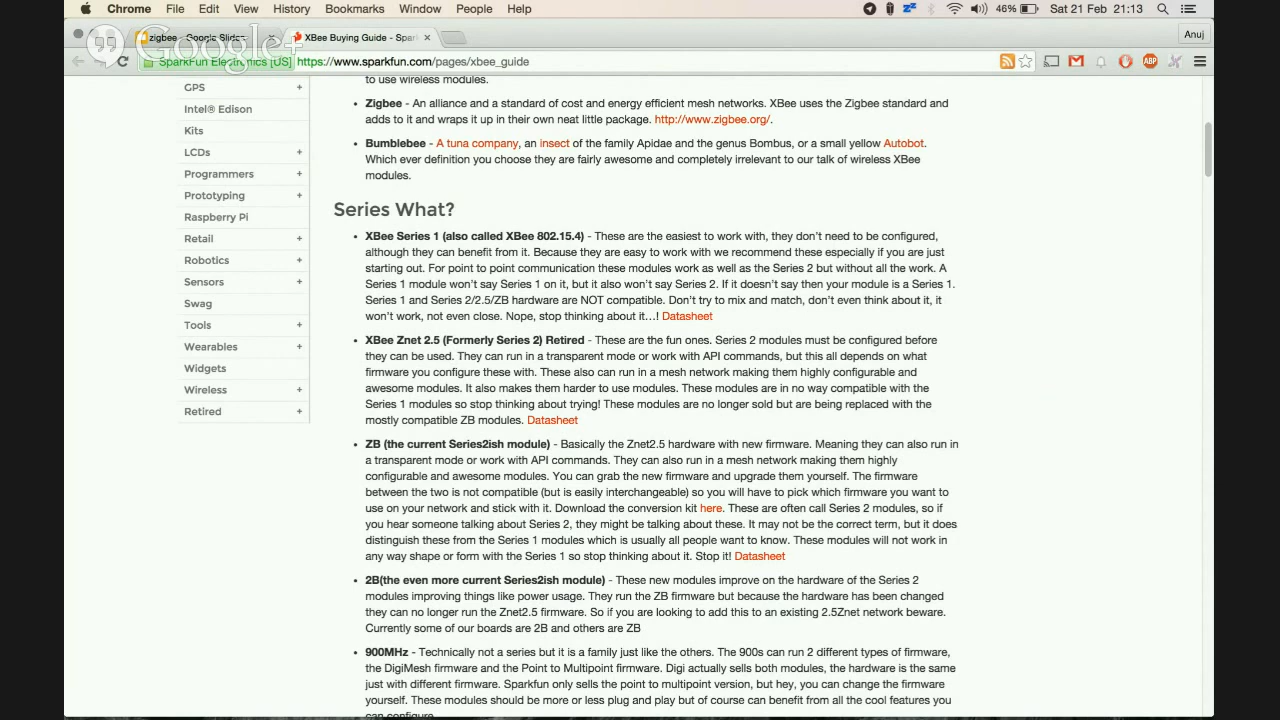 Chrome File Edit View History Bookmarks Window People Help 46% Sat 21 Feb 21:13
zigbee - Google Slides XBee Buying Guide - Spar Anuj
Google+
SparkFun Electronics [US] https://www.sparkfun.com/pages/xbee_guide
GPS +
Intel® Edison
Kits
LCDs +
Programmers +
Prototyping +
Raspberry Pi
Retail +
Robotics +
Sensors +
Swag
Tools +
Wearables +
Widgets
Wireless +
Retired +
to use wireless modules.
• Zigbee - An alliance and a standard of cost and energy efficient mesh networks. XBee uses the Zigbee standard and
adds to it and wraps it up in their own neat little package. http://www.zigbee.org/.
• Bumblebee - A tuna company, an insect of the family Apidae and the genus Bombus, or a small yellow Autobot.
Which ever definition you choose they are fairly awesome and completely irrelevant to our talk of wireless XBee
modules.
Series What?
• XBee Series 1 (also called XBee 802.15.4) - These are the easiest to work with, they don't need to be configured,
although they can benefit from it. Because they are easy to work with we recommend these especially if you are just
starting out. For point to point communication these modules work as well as the Series 2 but without all the work. A
Series 1 module won't say Series 1 on it, but it also won't say Series 2. If it doesn't say then your module is a Series 1.
Series 1 and Series 2/2.5/ZB hardware are NOT compatible. Don't try to mix and match, don't even think about it, it
won't work, not even close. Nope, stop thinking about it…! Datasheet
• XBee Znet 2.5 (Formerly Series 2) Retired - These are the fun ones. Series 2 modules must be configured before
they can be used. They can run in a transparent mode or work with API commands, but this all depends on what
firmware you configure these with. These also can run in a mesh network making them highly configurable and
awesome modules. It also makes them harder to use modules. These modules are in no way compatible with the
Series 1 modules so stop thinking about trying! These modules are no longer sold but are being replaced with the
mostly compatible ZB modules. Datasheet
• ZB (the current Series2ish module) - Basically the Znet2.5 hardware with new firmware. Meaning they can also run in
a transparent mode or work with API commands. They can also run in a mesh network making them highly
configurable and awesome modules. You can grab the new firmware and upgrade them yourself. The firmware
between the two is not compatible (but is easily interchangeable) so you will have to pick which firmware you want to
use on your network and stick with it. Download the conversion kit here. These are often call Series 2 modules, so if
you hear someone talking about Series 2, they might be talking about these. It may not be the correct term, but it does
distinguish these from the Series 1 modules which is usually all people want to know. These modules will not work in
any way shape or form with the Series 1 so stop thinking about it. Stop it! Datasheet
• 2B(the even more current Series2ish module) - These new modules improve on the hardware of the Series 2
modules improving things like power usage. They run the ZB firmware but because the hardware has been changed
they can no longer run the Znet2.5 firmware. So if you are looking to add this to an existing 2.5Znet network beware.
Currently some of our boards are 2B and others are ZB
• 900MHz - Technically not a series but it is a family just like the others. The 900s can run 2 different types of firmware,
the DigiMesh firmware and the Point to Multipoint firmware. Digi actually sells both modules, the hardware is the same
just with different firmware. Sparkfun only sells the point to multipoint version, but hey, you can change the firmware
yourself. These modules should be more or less plug and play but of course can benefit from all the cool features you
can configure.